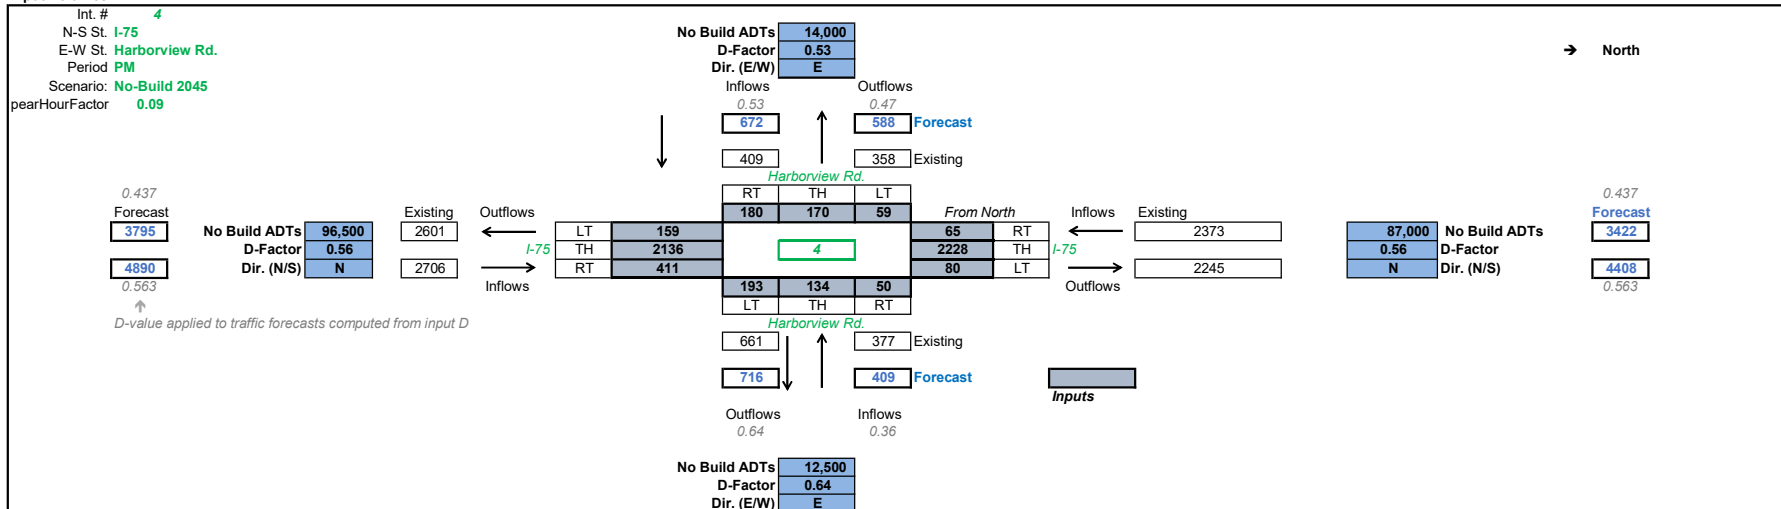 Int. # 4
N-S St. I-75
E-W St. Harborview Rd.
Period PM
Scenario: No-Build 2045
pearHourFactor 0.09
No Build ADTs 14,000
D-Factor 0.53
Dir. (E/W) E
➔ North
Inflows Outflows
0.53 0.47
672 588 Forecast
409 358 Existing
Harborview Rd.
RT TH LT
180 170 59
0.437
Forecast
3795
No Build ADTs 96,500
D-Factor 0.56
Dir. (N/S) N
4890
0.563
D-value applied to traffic forecasts computed from input D
Existing Outflows
2601
2706
Inflows
I-75
LT 159
TH 2136
RT 411
4
From North
65 RT
2228 TH
80 LT
I-75
Inflows Existing
2373
2245
Outflows
87,000 No Build ADTs
0.56 D-Factor
N Dir. (N/S)
0.437
Forecast
3422
4408
0.563
193 134 50
LT TH RT
Harborview Rd.
661 377 Existing
716 409 Forecast
Outflows Inflows
0.64 0.36
Inputs
No Build ADTs 12,500
D-Factor 0.64
Dir. (E/W) E